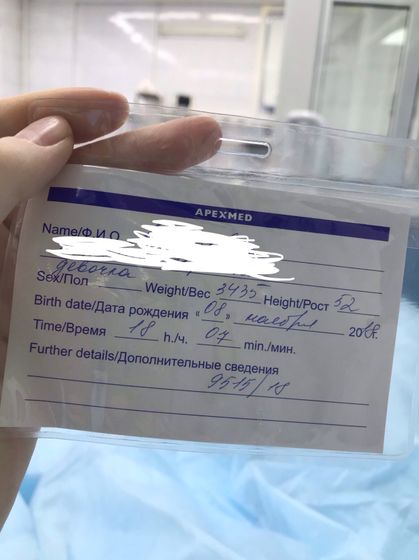 APEXMED
Name/Ф.И.О.
девочка
Sex/Пол Weight/Вес 3435 Height/Рост 52
Birth date/Дата рождения «08» ноября 2018г.
Time/Время 18 h./ч. 07 min./мин.
Further details/Дополнительные сведения
9515/18